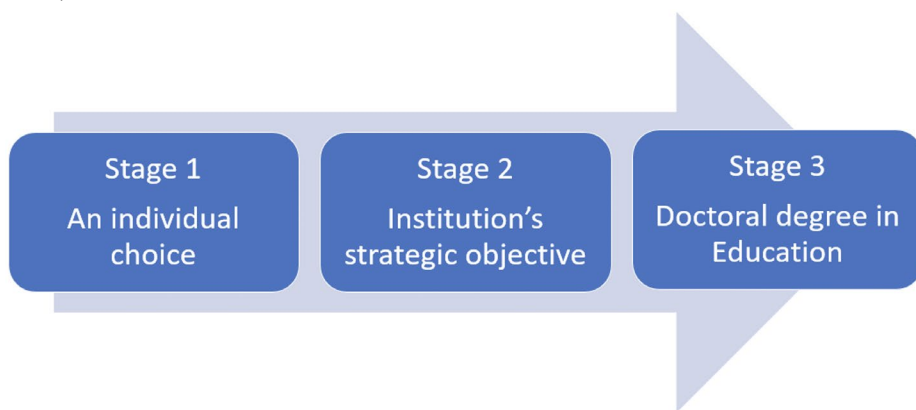 Stage 1
An individual
choice
Stage 2
Institution’s
strategic objective
Stage 3
Doctoral degree in
Education